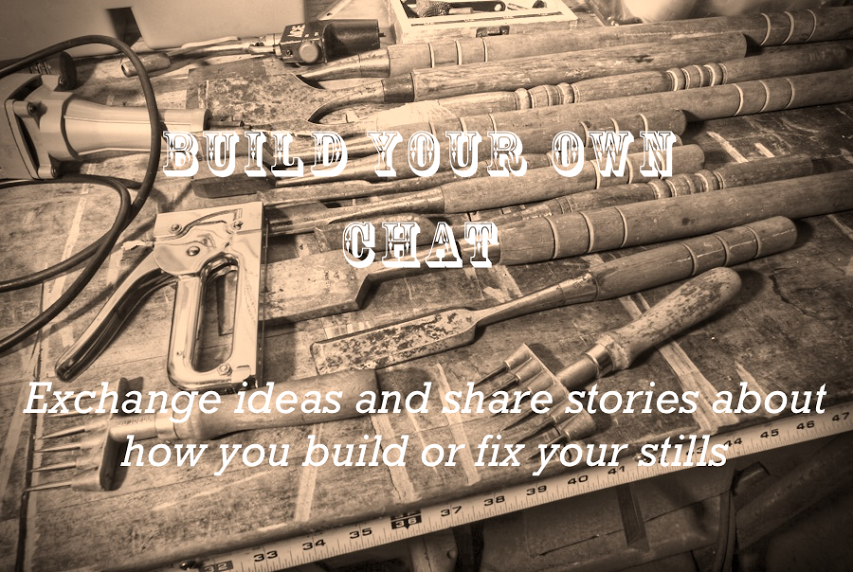 BUILD YOUR OWN
CHAT
Exchange ideas and share stories about
how you build or fix your stills
33 34 35 36 37 38 39 40 41 42 43 44 45 46 47